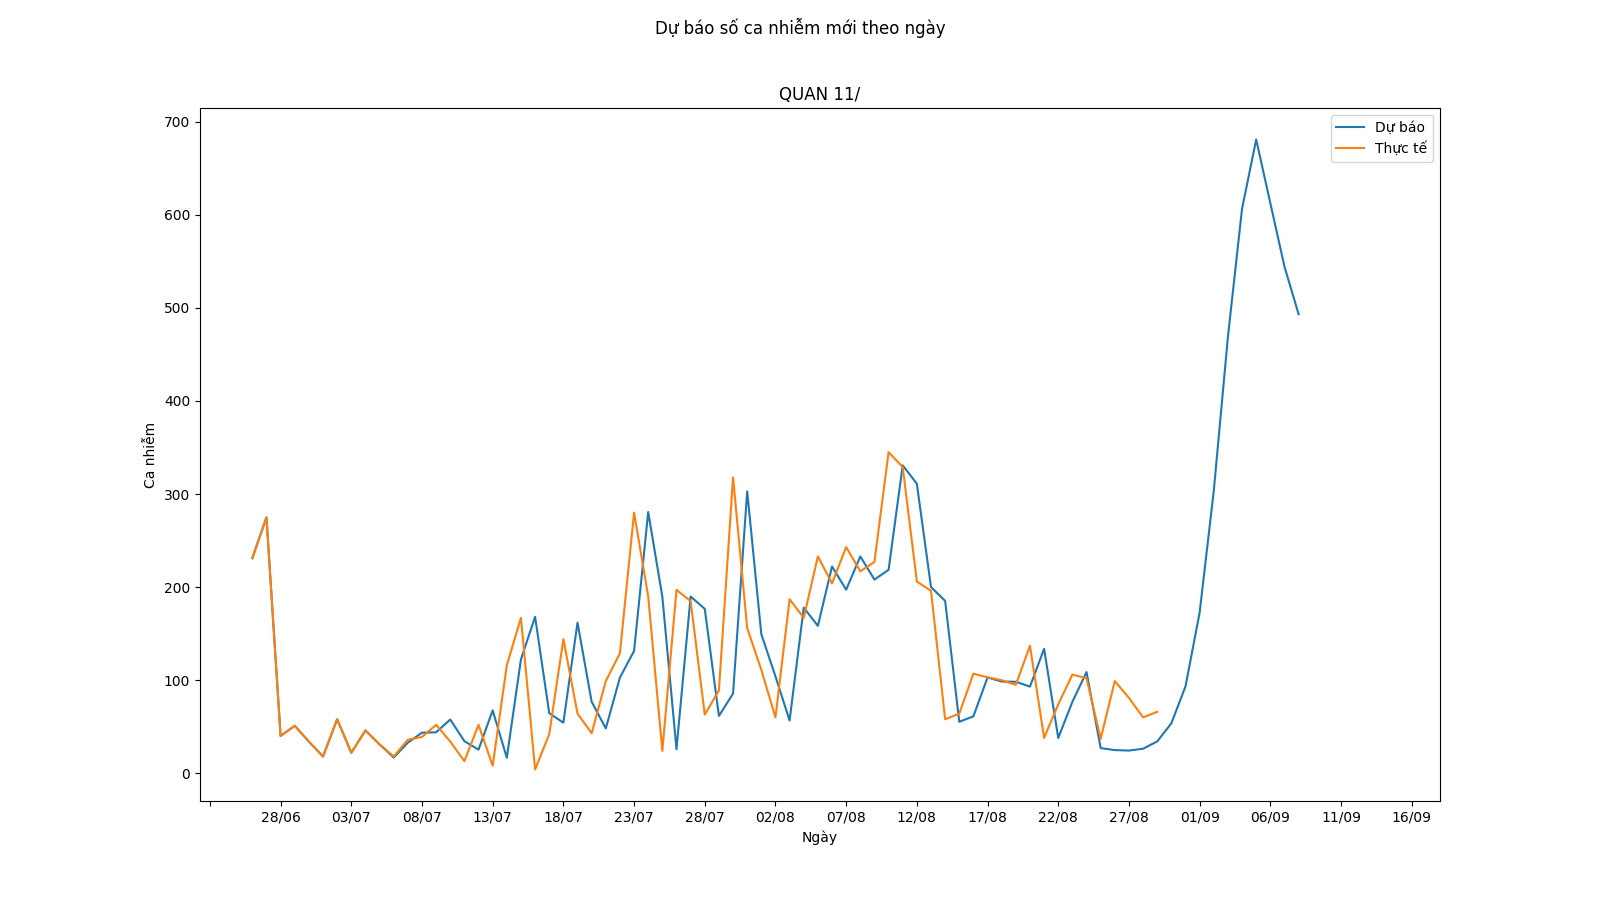 Dự báo số ca nhiễm mới theo ngày
QUAN 11/
Dự báo
Thực tế
700
600
500
400
300
200
100
0
Ca nhiễm
28/06 03/07 08/07 13/07 18/07 23/07 28/07 02/08 07/08 12/08 17/08 22/08 27/08 01/09 06/09 11/09 16/09
Ngày